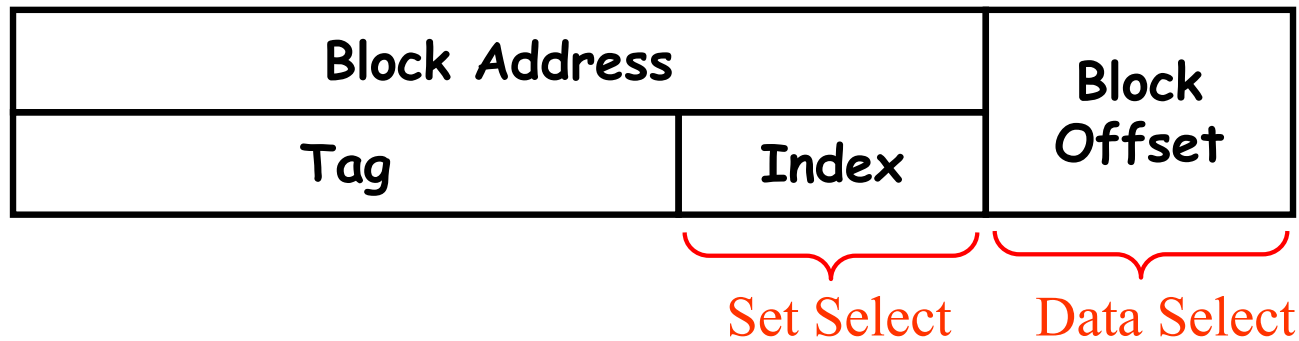 Block Address
Block
Offset
Tag
Index
Set Select
Data Select